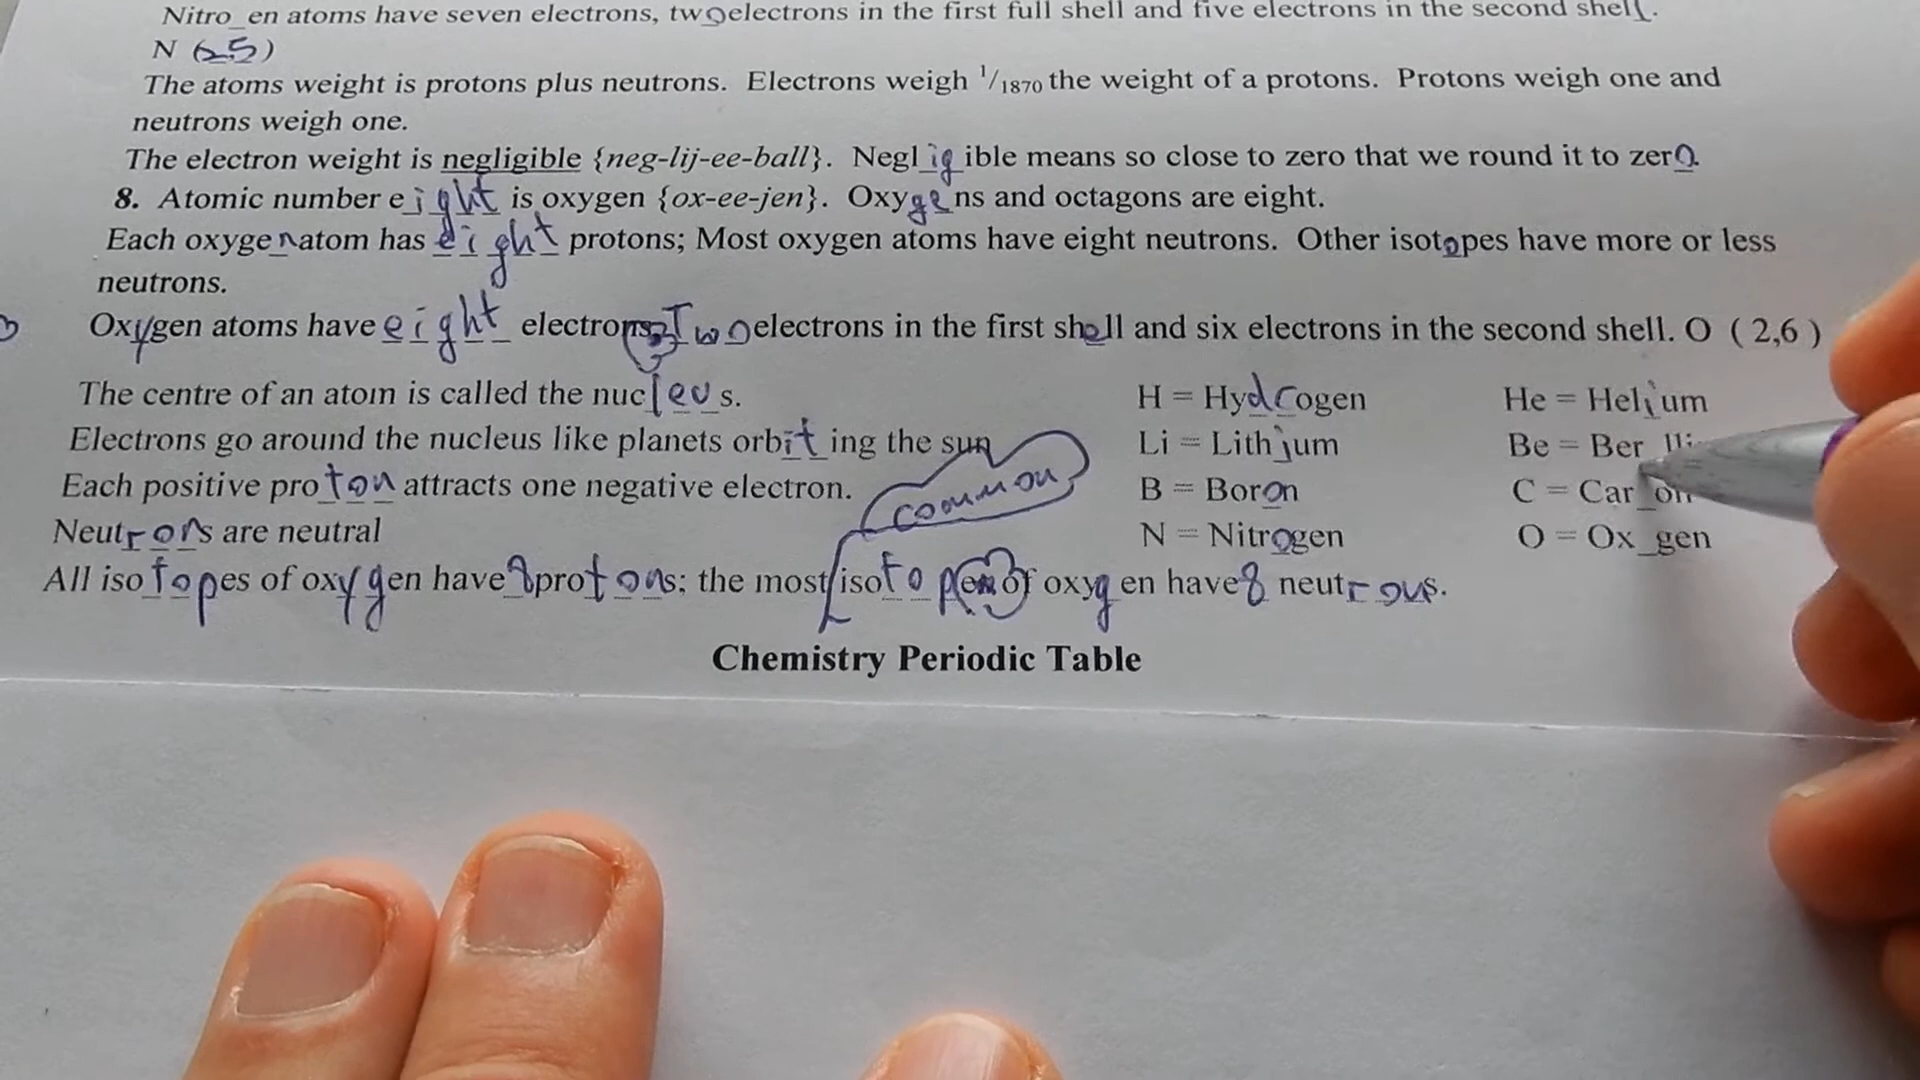 Nitro_en atoms have seven electrons, two electrons in the first full shell and five electrons in the second shell.
N (2,5)
The atoms weight is protons plus neutrons. Electrons weigh 1/1870 the weight of a protons. Protons weigh one and
neutrons weigh one.
The electron weight is negligible {neg-lij-ee-ball}. Negligible means so close to zero that we round it to zero.
8. Atomic number eight is oxygen {ox-ee-jen}. Oxygens and octagons are eight.
Each oxygen atom has eight protons; Most oxygen atoms have eight neutrons. Other isotopes have more or less
neutrons.
Oxygen atoms have eight electrons, Two electrons in the first shell and six electrons in the second shell. O ( 2,6 )
The centre of an atom is called the nucleus. H = Hydrogen He = Helium
Electrons go around the nucleus like planets orbiting the sun Li = Lithium Be = Ber_lli
Each positive proton attracts one negative electron. common B = Boron C = Car_on
Neutrons are neutral N = Nitrogen O = Ox_gen
All isotopes of oxygen have 8 protons; the most isotopes of oxygen have 8 neutrons.
Chemistry Periodic Table